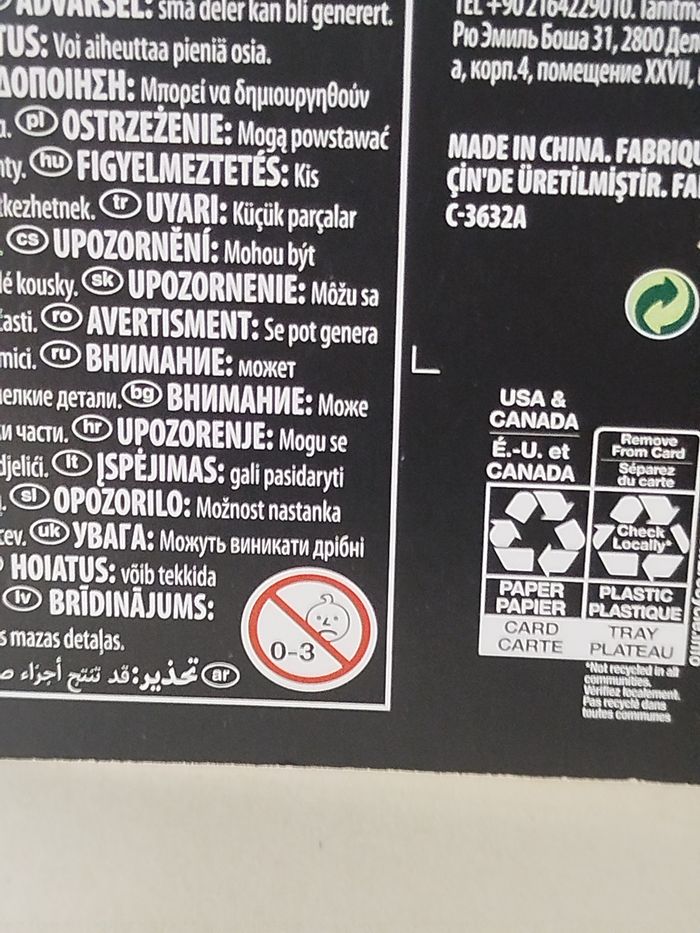 ADVARSEL: små deler kan bli generert.
TUS: Voi aiheuttaa pieniä osia.
ΔΟΠΟΙΗΣΗ: Μπορεί να δημιουργηθούν
pl OSTRZEŻENIE: Mogą powstawać
hu FIGYELMEZTETÉS: Kis
tkezhetnek. tr UYARI: Küçük parçalar
cs UPOZORNĚNÍ: Mohou být
lé kousky. sk UPOZORNENIE: Môžu sa
časti. ro AVERTISMENT: Se pot genera
mici. ru ВНИМАНИЕ: может
мелкие детали. bg ВНИМАНИЕ: Може
и части. hr UPOZORENJE: Mogu se
djelići. lt ĮSPĖJIMAS: gali pasidaryti
sl OPOZORILO: Možnost nastanka
cev. uk УВАГА: Можуть виникати дрібні
HOIATUS: võib tekkida
lv BRĪDINĀJUMS:
s mazas detaļas.
ar تحذير: قد تنتج أجزاء ص
0-3
TEL +90 2164229010. Tanıtm
Рю Эмиль Боша 31, 2800 Дел
а, корп.4, помещение XXVII,
MADE IN CHINA. FABRIQU
ÇİN'DE ÜRETİLMİŞTİR. FA
C-3632A
USA &
CANADA
É.-U. et
CANADA
PAPER
PAPIER
CARD
CARTE
Remove
From Card
Séparez
du carte
Check
Locally*
PLASTIC
PLASTIQUE
TRAY
PLATEAU
*Not recycled in all
communities.
Vérifiez localement.
Pas recyclé dans
toutes communes